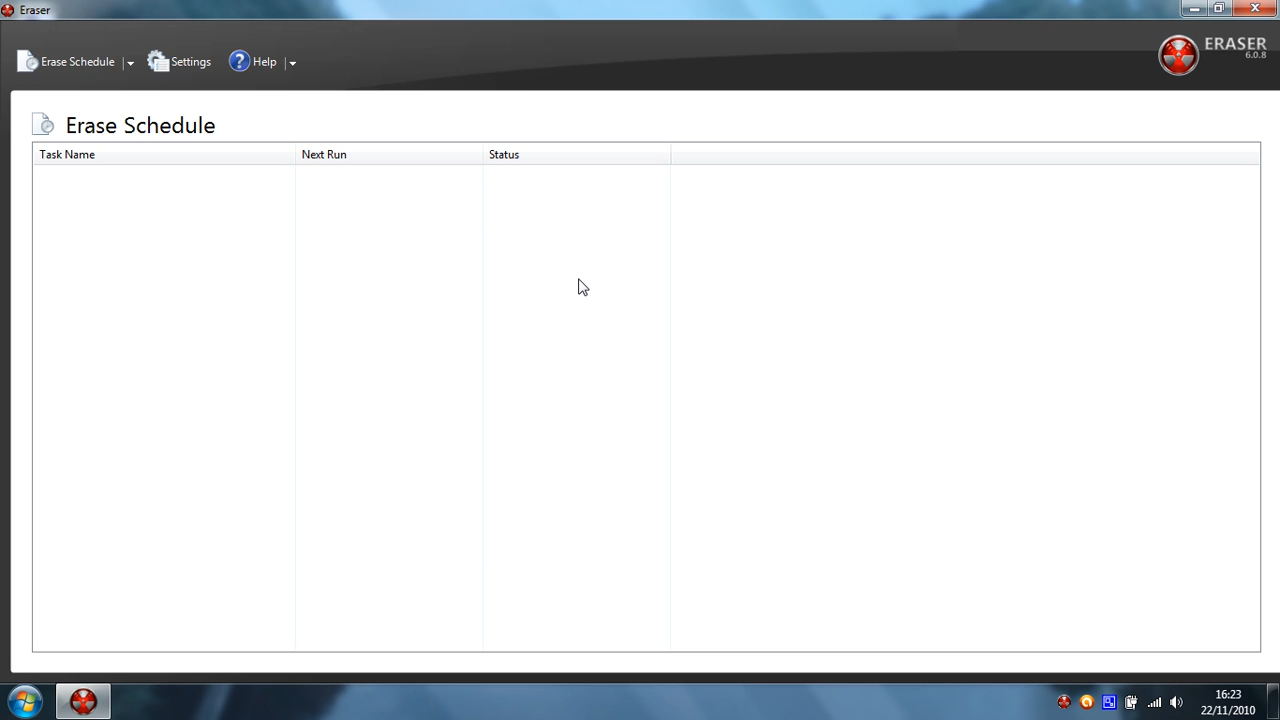 Eraser
Erase Schedule
Settings
Help
ERASER
6.0.8
Erase Schedule
Task Name
Next Run
Status
16:23
22/11/2010